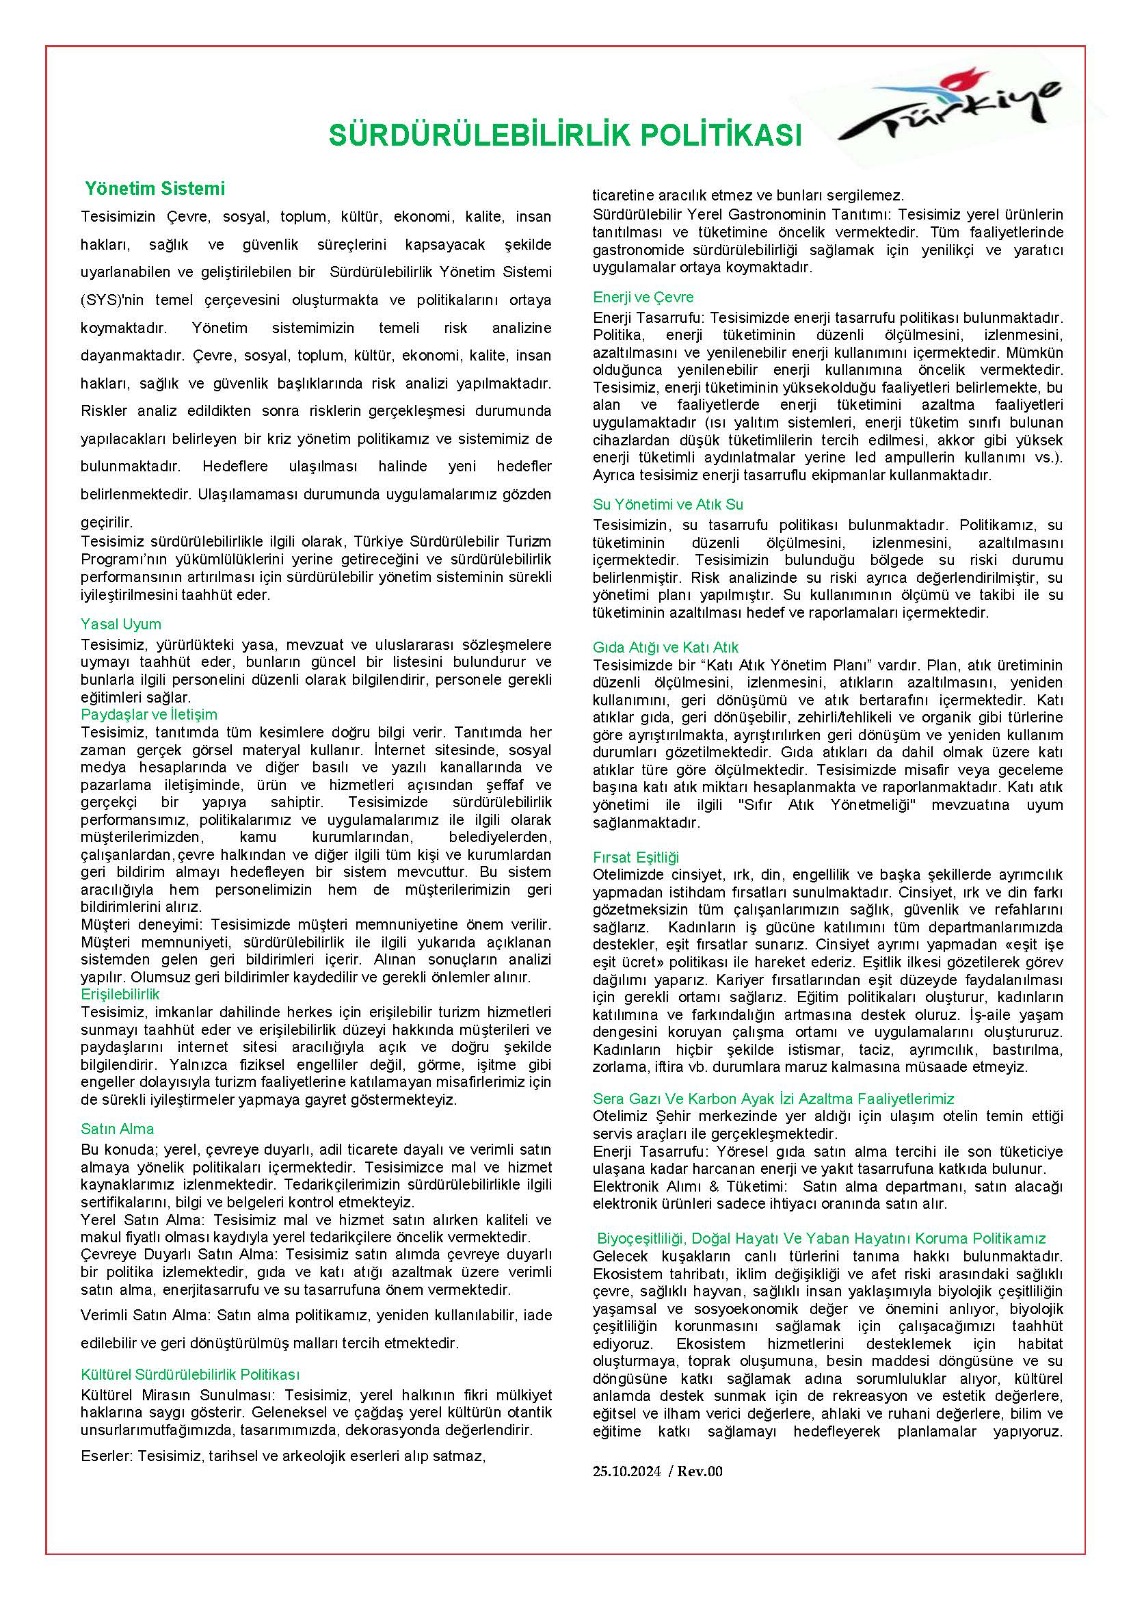 Türkiye
SÜRDÜRÜLEBİLİRLİK POLİTİKASI
Yönetim Sistemi
Tesisimizin Çevre, sosyal, toplum, kültür, ekonomi, kalite, insan
hakları, sağlık ve güvenlik süreçlerini kapsayacak şekilde
uyarlanabilen ve geliştirilebilen bir Sürdürülebilirlik Yönetim Sistemi
(SYS)'nin temel çerçevesini oluşturmakta ve politikalarını ortaya
koymaktadır. Yönetim sistemimizin temeli risk analizine
dayanmaktadır. Çevre, sosyal, toplum, kültür, ekonomi, kalite, insan
hakları, sağlık ve güvenlik başlıklarında risk analizi yapılmaktadır.
Riskler analiz edildikten sonra risklerin gerçekleşmesi durumunda
yapılacakları belirleyen bir kriz yönetim politikamız ve sistemimiz de
bulunmaktadır. Hedeflere ulaşılması halinde yeni hedefler
belirlenmektedir. Ulaşılamaması durumunda uygulamalarımız gözden
geçirilir.
Tesisimiz sürdürülebilirlikle ilgili olarak, Türkiye Sürdürülebilir Turizm
Programı’nın yükümlülüklerini yerine getireceğini ve sürdürülebilirlik
performansının artırılması için sürdürülebilir yönetim sisteminin sürekli
iyileştirilmesini taahhüt eder.
Yasal Uyum
Tesisimiz, yürürlükteki yasa, mevzuat ve uluslararası sözleşmelere
uymayı taahhüt eder, bunların güncel bir listesini bulundurur ve
bunlarla ilgili personelini düzenli olarak bilgilendirir, personele gerekli
eğitimleri sağlar.
Paydaşlar ve İletişim
Tesisimiz, tanıtımda tüm kesimlere doğru bilgi verir. Tanıtımda her
zaman gerçek görsel materyal kullanır. İnternet sitesinde, sosyal
medya hesaplarında ve diğer basılı ve yazılı kanallarında ve
pazarlama iletişiminde, ürün ve hizmetleri açısından şeffaf ve
gerçekçi bir yapıya sahiptir. Tesisimizde sürdürülebilirlik
performansımız, politikalarımız ve uygulamalarımız ile ilgili olarak
müşterilerimizden, kamu kurumlarından, belediyelerden,
çalışanlardan,çevre halkından ve diğer ilgili tüm kişi ve kurumlardan
geri bildirim almayı hedefleyen bir sistem mevcuttur. Bu sistem
aracılığıyla hem personelimizin hem de müşterilerimizin geri
bildirimlerini alırız.
Müşteri deneyimi: Tesisimizde müşteri memnuniyetine önem verilir.
Müşteri memnuniyeti, sürdürülebilirlik ile ilgili yukarıda açıklanan
sistemden gelen geri bildirimleri içerir. Alınan sonuçların analizi
yapılır. Olumsuz geri bildirimler kaydedilir ve gerekli önlemler alınır.
Erişilebilirlik
Tesisimiz, imkanlar dahilinde herkes için erişilebilir turizm hizmetleri
sunmayı taahhüt eder ve erişilebilirlik düzeyi hakkında müşterileri ve
paydaşlarını internet sitesi aracılığıyla açık ve doğru şekilde
bilgilendirir. Yalnızca fiziksel engelliler değil, görme, işitme gibi
engeller dolayısıyla turizm faaliyetlerine katılamayan misafirlerimiz için
de sürekli iyileştirmeler yapmaya gayret göstermekteyiz.
Satın Alma
Bu konuda; yerel, çevreye duyarlı, adil ticarete dayalı ve verimli satın
almaya yönelik politikaları içermektedir. Tesisimizce mal ve hizmet
kaynaklarımız izlenmektedir. Tedarikçilerimizin sürdürülebilirlikle ilgili
sertifikalarını, bilgi ve belgeleri kontrol etmekteyiz.
Yerel Satın Alma: Tesisimiz mal ve hizmet satın alırken kaliteli ve
makul fiyatlı olması kaydıyla yerel tedarikçilere öncelik vermektedir.
Çevreye Duyarlı Satın Alma: Tesisimiz satın alımda çevreye duyarlı
bir politika izlemektedir, gıda ve katı atığı azaltmak üzere verimli
satın alma, enerjitasarrufu ve su tasarrufuna önem vermektedir.
Verimli Satın Alma: Satın alma politikamız, yeniden kullanılabilir, iade
edilebilir ve geri dönüştürülmüş malları tercih etmektedir.
Kültürel Sürdürülebilirlik Politikası
Kültürel Mirasın Sunulması: Tesisimiz, yerel halkının fikri mülkiyet
haklarına saygı gösterir. Geleneksel ve çağdaş yerel kültürün otantik
unsurlarımutfağımızda, tasarımımızda, dekorasyonda değerlendirir.
Eserler: Tesisimiz, tarihsel ve arkeolojik eserleri alıp satmaz,
ticaretine aracılık etmez ve bunları sergilemez.
Sürdürülebilir Yerel Gastronominin Tanıtımı: Tesisimiz yerel ürünlerin
tanıtılması ve tüketimine öncelik vermektedir. Tüm faaliyetlerinde
gastronomide sürdürülebilirliği sağlamak için yenilikçi ve yaratıcı
uygulamalar ortaya koymaktadır.
Enerji ve Çevre
Enerji Tasarrufu: Tesisimizde enerji tasarrufu politikası bulunmaktadır.
Politika, enerji tüketiminin düzenli ölçülmesini, izlenmesini,
azaltılmasını ve yenilenebilir enerji kullanımını içermektedir. Mümkün
olduğunca yenilenebilir enerji kullanımına öncelik vermektedir.
Tesisimiz, enerji tüketiminin yüksekolduğu faaliyetleri belirlemekte, bu
alan ve faaliyetlerde enerji tüketimini azaltma faaliyetleri
uygulamaktadır (ısı yalıtım sistemleri, enerji tüketim sınıfı bulunan
cihazlardan düşük tüketimlilerin tercih edilmesi, akkor gibi yüksek
enerji tüketimli aydınlatmalar yerine led ampullerin kullanımı vs.).
Ayrıca tesisimiz enerji tasarruflu ekipmanlar kullanmaktadır.
Su Yönetimi ve Atık Su
Tesisimizin, su tasarrufu politikası bulunmaktadır. Politikamız, su
tüketiminin düzenli ölçülmesini, izlenmesini, azaltılmasını
içermektedir. Tesisimizin bulunduğu bölgede su riski durumu
belirlenmiştir. Risk analizinde su riski ayrıca değerlendirilmiştir, su
yönetimi planı yapılmıştır. Su kullanımının ölçümü ve takibi ile su
tüketiminin azaltılması hedef ve raporlamaları içermektedir.
Gıda Atığı ve Katı Atık
Tesisimizde bir “Katı Atık Yönetim Planı” vardır. Plan, atık üretiminin
düzenli ölçülmesini, izlenmesini, atıkların azaltılmasını, yeniden
kullanımını, geri dönüşümü ve atık bertarafını içermektedir. Katı
atıklar gıda, geri dönüşebilir, zehirli/tehlikeli ve organik gibi türlerine
göre ayrıştırılmakta, ayrıştırılırken geri dönüşüm ve yeniden kullanım
durumları gözetilmektedir. Gıda atıkları da dahil olmak üzere katı
atıklar türe göre ölçülmektedir. Tesisimizde misafir veya geceleme
başına katı atık miktarı hesaplanmakta ve raporlanmaktadır. Katı atık
yönetimi ile ilgili "Sıfır Atık Yönetmeliği" mevzuatına uyum
sağlanmaktadır.
Fırsat Eşitliği
Otelimizde cinsiyet, ırk, din, engellilik ve başka şekillerde ayrımcılık
yapmadan istihdam fırsatları sunulmaktadır. Cinsiyet, ırk ve din farkı
gözetmeksizin tüm çalışanlarımızın sağlık, güvenlik ve refahlarını
sağlarız. Kadınların iş gücüne katılımını tüm departmanlarımızda
destekler, eşit fırsatlar sunarız. Cinsiyet ayrımı yapmadan «eşit işe
eşit ücret» politikası ile hareket ederiz. Eşitlik ilkesi gözetilerek görev
dağılımı yaparız. Kariyer fırsatlarından eşit düzeyde faydalanılması
için gerekli ortamı sağlarız. Eğitim politikaları oluşturur, kadınların
katılımına ve farkındalığın artmasına destek oluruz. İş-aile yaşam
dengesini koruyan çalışma ortamı ve uygulamalarını oluştururuz.
Kadınların hiçbir şekilde istismar, taciz, ayrımcılık, bastırılma,
zorlama, iftira vb. durumlara maruz kalmasına müsaade etmeyiz.
Sera Gazı Ve Karbon Ayak İzi Azaltma Faaliyetlerimiz
Otelimiz Şehir merkezinde yer aldığı için ulaşım otelin temin ettiği
servis araçları ile gerçekleşmektedir.
Enerji Tasarrufu: Yöresel gıda satın alma tercihi ile son tüketiciye
ulaşana kadar harcanan enerji ve yakıt tasarrufuna katkıda bulunur.
Elektronik Alımı & Tüketimi: Satın alma departmanı, satın alacağı
elektronik ürünleri sadece ihtiyacı oranında satın alır.
Biyoçeşitliliği, Doğal Hayatı Ve Yaban Hayatını Koruma Politikamız
Gelecek kuşakların canlı türlerini tanıma hakkı bulunmaktadır.
Ekosistem tahribatı, iklim değişikliği ve afet riski arasındaki sağlıklı
çevre, sağlıklı hayvan, sağlıklı insan yaklaşımıyla biyolojik çeşitliliğin
yaşamsal ve sosyoekonomik değer ve önemini anlıyor, biyolojik
çeşitliliğin korunmasını sağlamak için çalışacağımızı taahhüt
ediyoruz. Ekosistem hizmetlerini desteklemek için habitat
oluşturmaya, toprak oluşumuna, besin maddesi döngüsüne ve su
döngüsüne katkı sağlamak adına sorumluluklar alıyor, kültürel
anlamda destek sunmak için de rekreasyon ve estetik değerlere,
eğitsel ve ilham verici değerlere, ahlaki ve ruhani değerlere, bilim ve
eğitime katkı sağlamayı hedefleyerek planlamalar yapıyoruz.
25.10.2024 / Rev.00